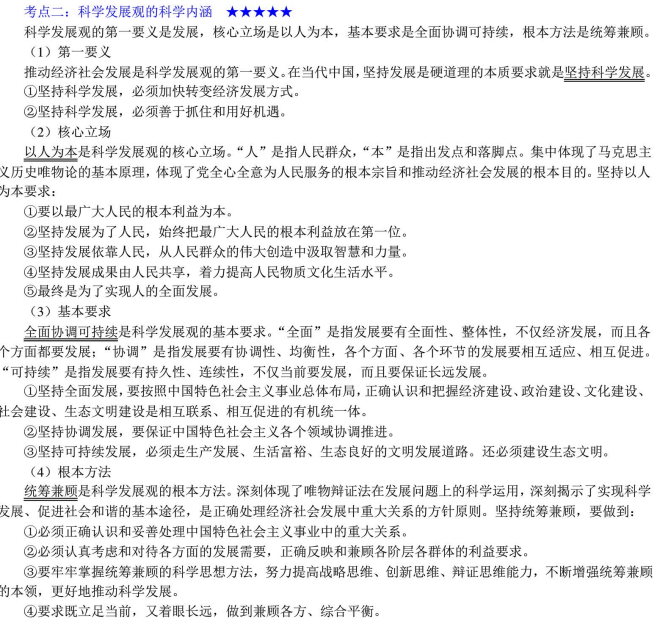 考点二：科学发展观的科学内涵 ★★★★★
科学发展观的第一要义是发展，核心立场是以人为本，基本要求是全面协调可持续，根本方法是统筹兼顾。
（1）第一要义
推动经济社会发展是科学发展观的第一要义。在当代中国，坚持发展是硬道理的本质要求就是坚持科学发展。
①坚持科学发展，必须加快转变经济发展方式。
②坚持科学发展，必须善于抓住和用好机遇。
（2）核心立场
以人为本是科学发展观的核心立场。“人”是指人民群众，“本”是指出发点和落脚点。集中体现了马克思主
义历史唯物论的基本原理，体现了党全心全意为人民服务的根本宗旨和推动经济社会发展的根本目的。坚持以人
为本要求：
①要以最广大人民的根本利益为本。
②坚持发展为了人民，始终把最广大人民的根本利益放在第一位。
③坚持发展依靠人民，从人民群众的伟大创造中汲取智慧和力量。
④坚持发展成果由人民共享，着力提高人民物质文化生活水平。
⑤最终是为了实现人的全面发展。
（3）基本要求
全面协调可持续是科学发展观的基本要求。“全面”是指发展要有全面性、整体性，不仅经济发展，而且各
个方面都要发展；“协调”是指发展要有协调性、均衡性，各个方面、各个环节的发展要相互适应、相互促进。
“可持续”是指发展要有持久性、连续性，不仅当前要发展，而且要保证长远发展。
①坚持全面发展，要按照中国特色社会主义事业总体布局，正确认识和把握经济建设、政治建设、文化建设、
社会建设、生态文明建设是相互联系、相互促进的有机统一体。
②坚持协调发展，要保证中国特色社会主义各个领域协调推进。
③坚持可持续发展，必须走生产发展、生活富裕、生态良好的文明发展道路。还必须建设生态文明。
（4）根本方法
统筹兼顾是科学发展观的根本方法。深刻体现了唯物辩证法在发展问题上的科学运用，深刻揭示了实现科学
发展、促进社会和谐的基本途径，是正确处理经济社会发展中重大关系的方针原则。坚持统筹兼顾，要做到：
①必须正确认识和妥善处理中国特色社会主义事业中的重大关系。
②必须认真考虑和对待各方面的发展需要，正确反映和兼顾各阶层各群体的利益要求。
③要牢牢掌握统筹兼顾的科学思想方法，努力提高战略思维、创新思维、辩证思维能力，不断增强统筹兼顾
的本领，更好地推动科学发展。
④要求既立足当前，又着眼长远，做到兼顾各方、综合平衡。